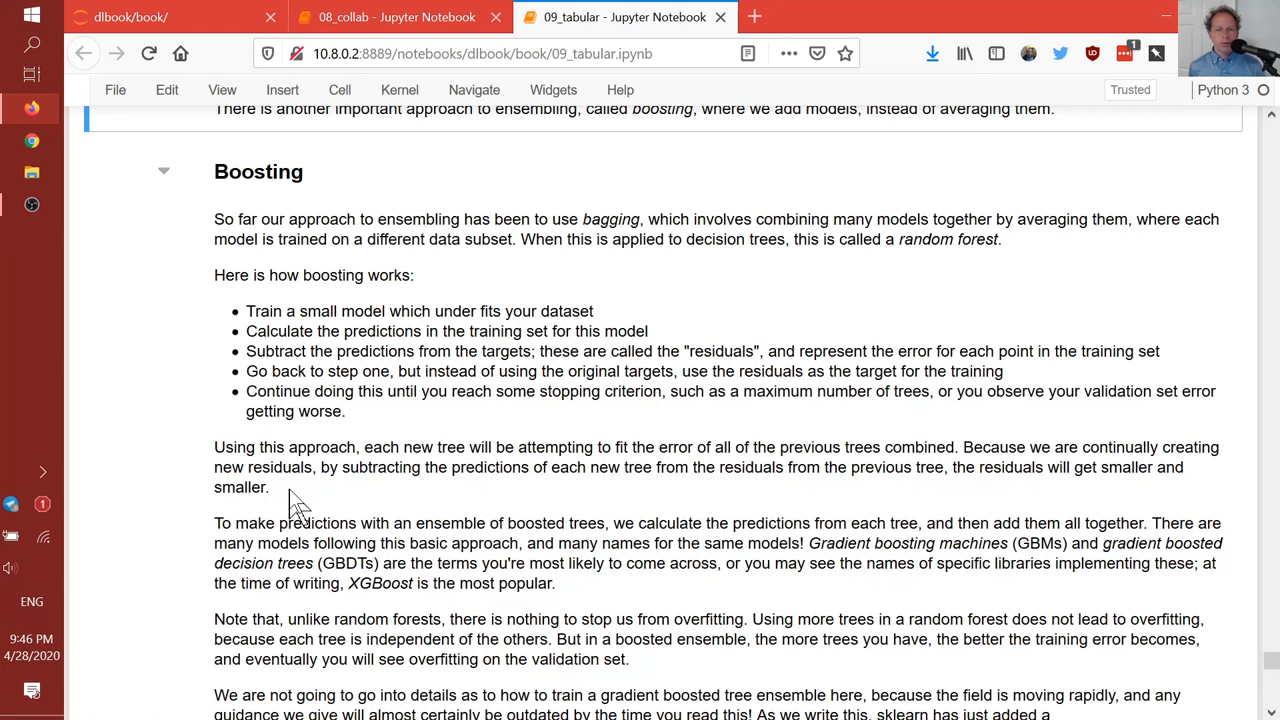 dlbook/book/
08_collab - Jupyter Notebook
09_tabular - Jupyter Notebook
10.8.0.2:8889/notebooks/dlbook/book/09_tabular.ipynb
1
File Edit View Insert Cell Kernel Navigate Widgets Help
Trusted
Python 3
There is another important approach to ensembling, called boosting, where we add models, instead of averaging them.
Boosting
So far our approach to ensembling has been to use bagging, which involves combining many models together by averaging them, where each
model is trained on a different data subset. When this is applied to decision trees, this is called a random forest.
Here is how boosting works:
• Train a small model which under fits your dataset
• Calculate the predictions in the training set for this model
• Subtract the predictions from the targets; these are called the "residuals", and represent the error for each point in the training set
• Go back to step one, but instead of using the original targets, use the residuals as the target for the training
• Continue doing this until you reach some stopping criterion, such as a maximum number of trees, or you observe your validation set error
getting worse.
Using this approach, each new tree will be attempting to fit the error of all of the previous trees combined. Because we are continually creating
new residuals, by subtracting the predictions of each new tree from the residuals from the previous tree, the residuals will get smaller and
smaller.
To make predictions with an ensemble of boosted trees, we calculate the predictions from each tree, and then add them all together. There are
many models following this basic approach, and many names for the same models! Gradient boosting machines (GBMs) and gradient boosted
decision trees (GBDTs) are the terms you're most likely to come across, or you may see the names of specific libraries implementing these; at
the time of writing, XGBoost is the most popular.
Note that, unlike random forests, there is nothing to stop us from overfitting. Using more trees in a random forest does not lead to overfitting,
because each tree is independent of the others. But in a boosted ensemble, the more trees you have, the better the training error becomes,
and eventually you will see overfitting on the validation set.
We are not going to go into details as to how to train a gradient boosted tree ensemble here, because the field is moving rapidly, and any
guidance we give will almost certainly be outdated by the time you read this! As we write this, sklearn has just added a
1
ENG
9:46 PM
4/28/2020